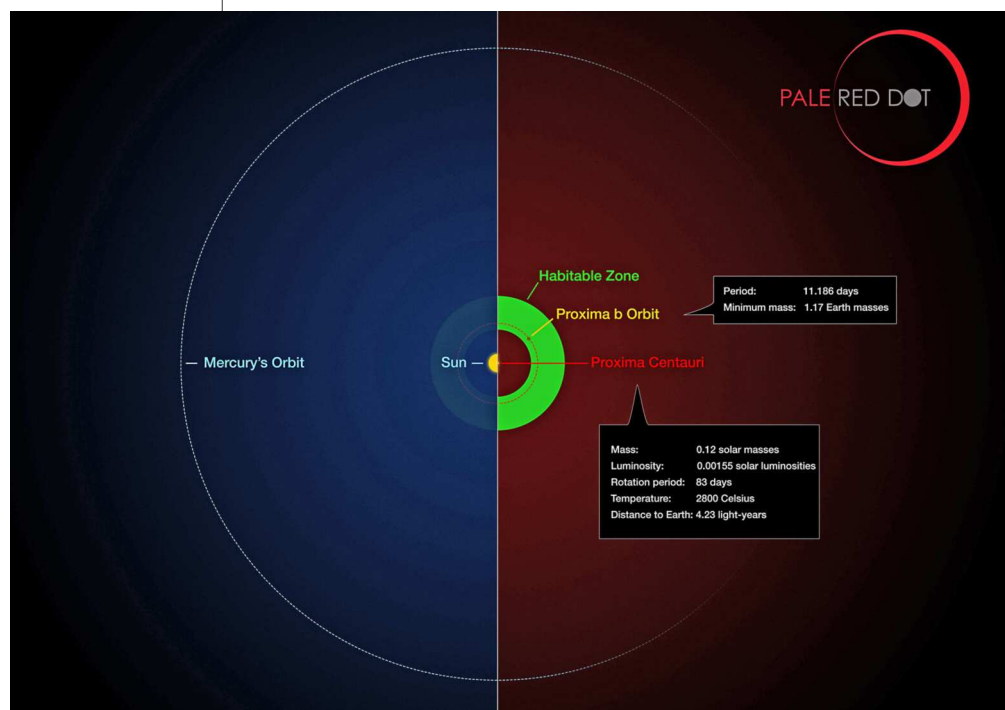 PALE RED DOT
Habitable Zone
Period: 11.186 days
Minimum mass: 1.17 Earth masses
Proxima b Orbit
Mercury's Orbit
Sun
Proxima Centauri
Mass: 0.12 solar masses
Luminosity: 0.00155 solar luminosities
Rotation period: 83 days
Temperature: 2800 Celsius
Distance to Earth: 4.23 light-years